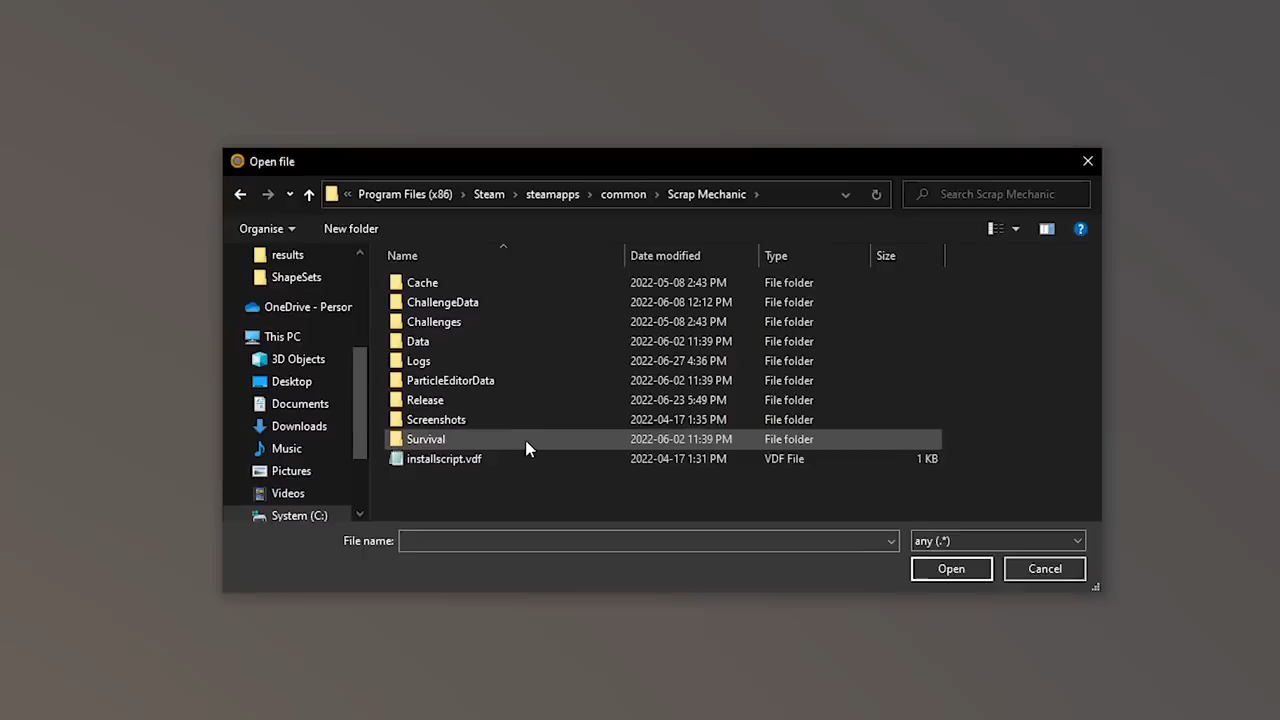 Open file
« Program Files (x86) > Steam > steamapps > common > Scrap Mechanic >
Search Scrap Mechanic
Organise
New folder
results
ShapeSets
OneDrive - Person
This PC
3D Objects
Desktop
Documents
Downloads
Music
Pictures
Videos
System (C:)
Name Date modified Type Size
Cache 2022-05-08 2:43 PM File folder
ChallengeData 2022-06-08 12:12 PM File folder
Challenges 2022-05-08 2:43 PM File folder
Data 2022-06-02 11:39 PM File folder
Logs 2022-06-27 4:36 PM File folder
ParticleEditorData 2022-06-02 11:39 PM File folder
Release 2022-06-23 5:49 PM File folder
Screenshots 2022-04-17 1:35 PM File folder
Survival 2022-06-02 11:39 PM File folder
installscript.vdf 2022-04-17 1:31 PM VDF File 1 KB
File name:
any (.*)
Open
Cancel